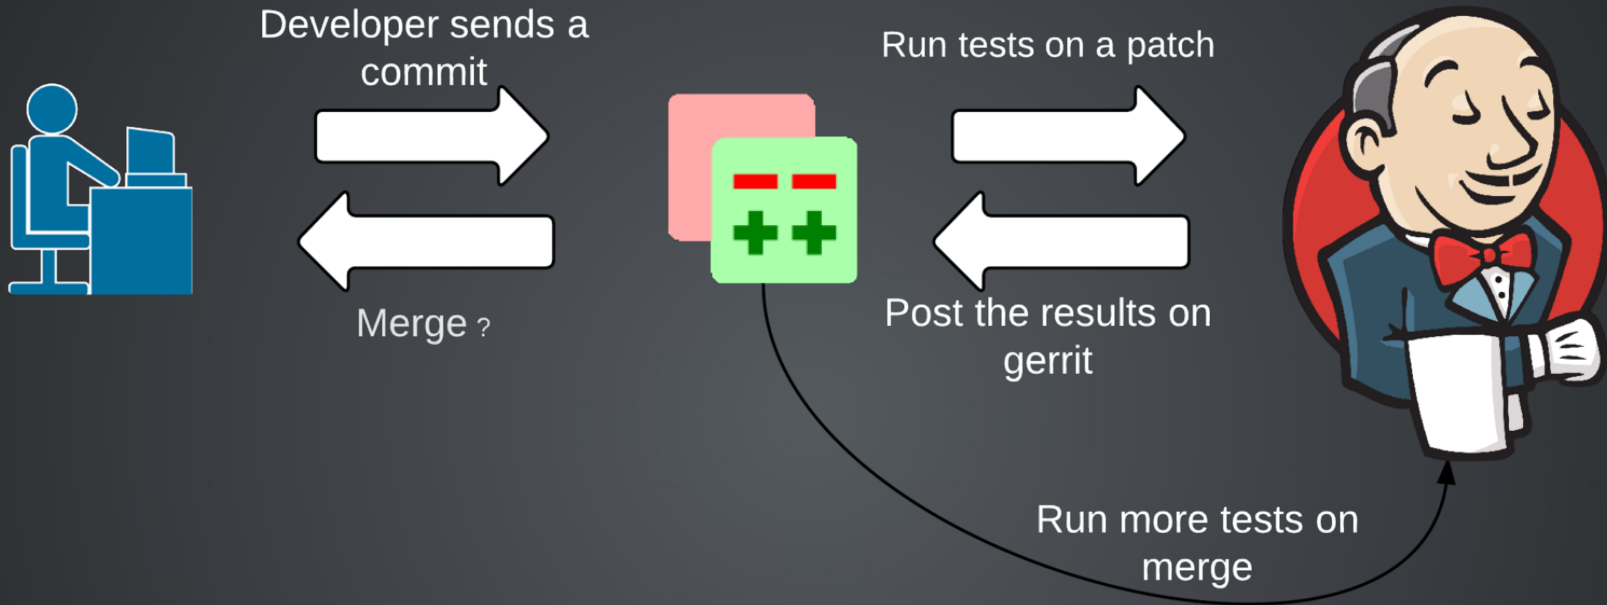 Developer sends a
commit
Run tests on a patch
Merge ?
Post the results on
gerrit
Run more tests on
merge